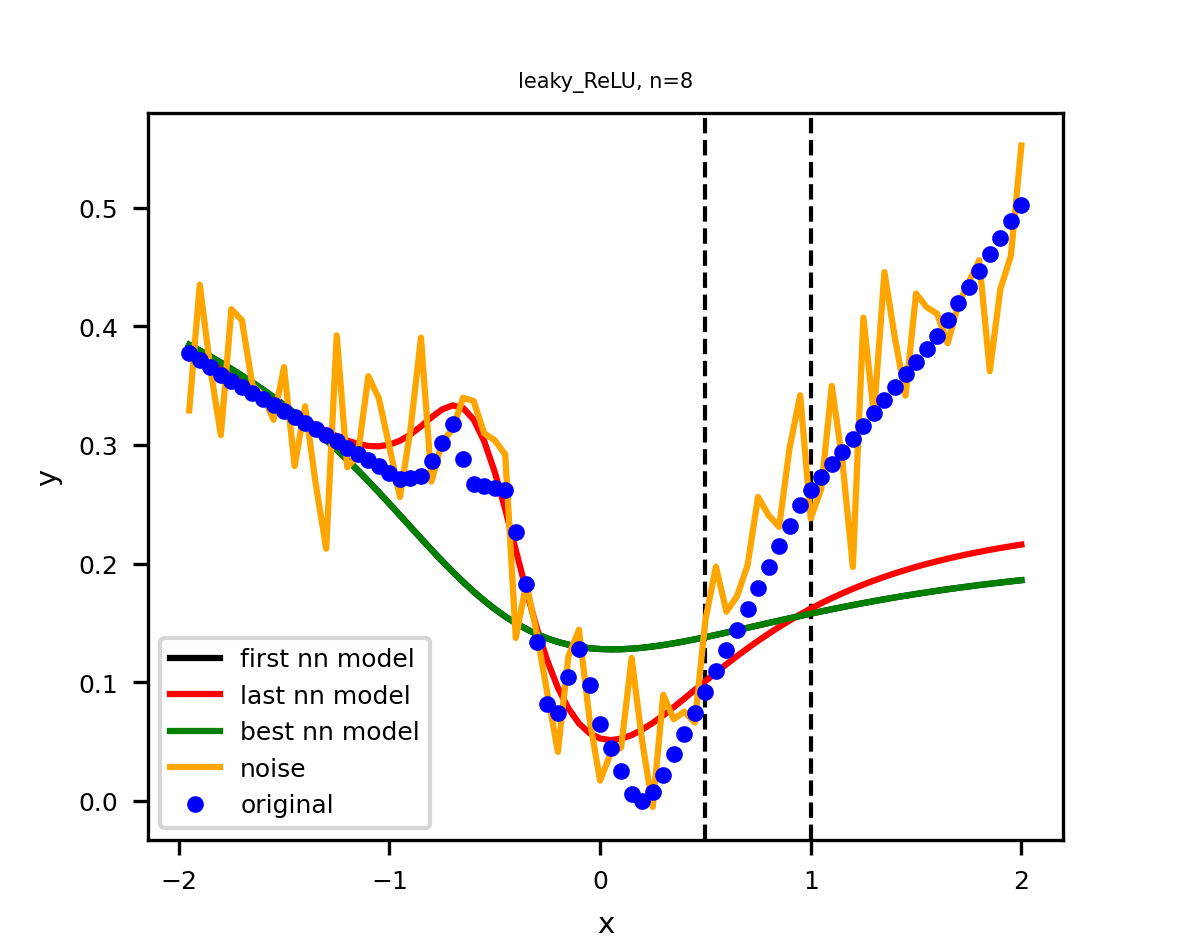 leaky_ReLU, n=8
0.5
0.4
0.3
0.2
0.1
0.0
y
first nn model
last nn model
best nn model
noise
original
−2
−1
0
1
2
x